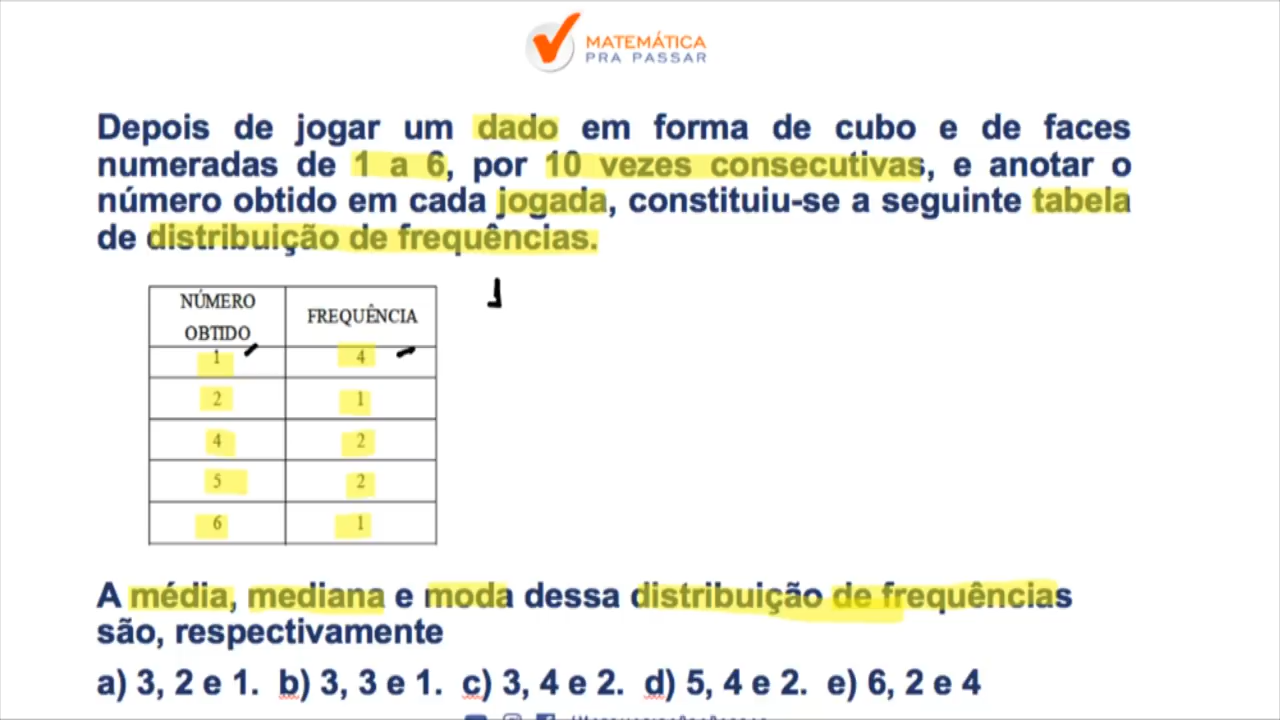 MATEMÁTICA
PRA PASSAR
Depois de jogar um dado em forma de cubo e de faces
numeradas de 1 a 6, por 10 vezes consecutivas, e anotar o
número obtido em cada jogada, constituiu-se a seguinte tabela
de distribuição de frequências.
NÚMERO OBTIDO FREQUÊNCIA
1 4
2 1
4 2
5 2
6 1
A média, mediana e moda dessa distribuição de frequências
são, respectivamente
a) 3, 2 e 1. b) 3, 3 e 1. c) 3, 4 e 2. d) 5, 4 e 2. e) 6, 2 e 4